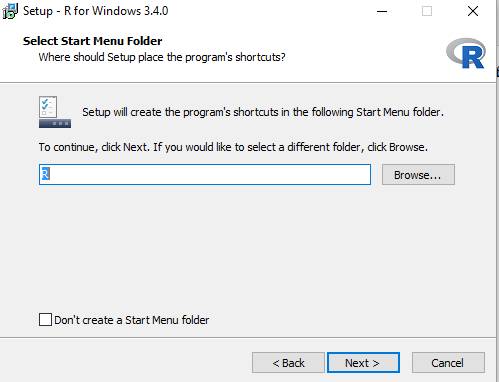 Setup - R for Windows 3.4.0
Select Start Menu Folder
Where should Setup place the program's shortcuts?
R
Setup will create the program's shortcuts in the following Start Menu folder.
To continue, click Next. If you would like to select a different folder, click Browse.
R
Browse...
Don't create a Start Menu folder
< Back
Next >
Cancel